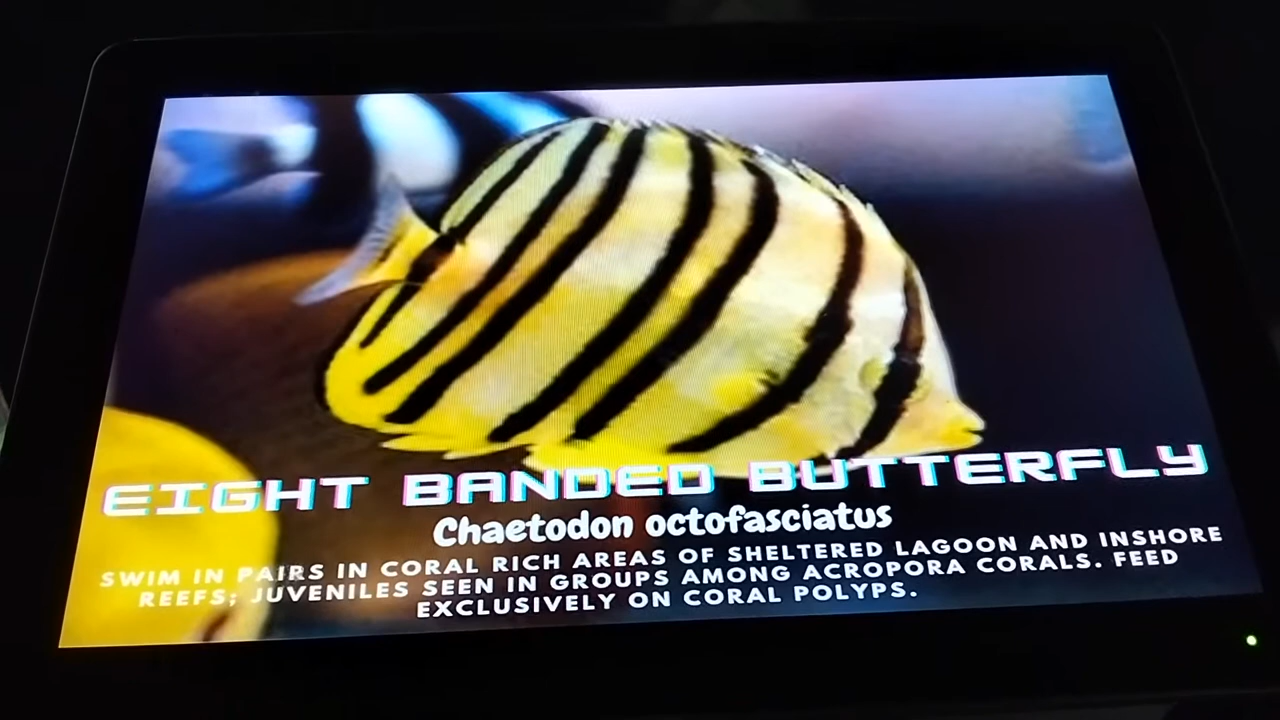 EIGHT BANDED BUTTERFLY
Chaetodon octofasciatus
SWIM IN PAIRS IN CORAL RICH AREAS OF SHELTERED LAGOON AND INSHORE
REEFS; JUVENILES SEEN IN GROUPS AMONG ACROPORA CORALS. FEED
EXCLUSIVELY ON CORAL POLYPS.